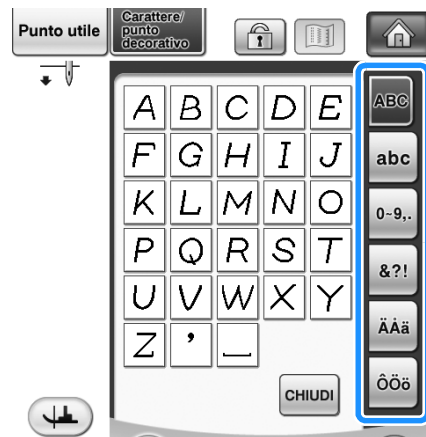 Punto utile
Carattere/
punto
decorativo
A B C D E
F G H I J
K L M N O
P Q R S T
U V W X Y
Z ’ _
ABC
abc
0~9,.
&?!
ÄÅä
ÔÖö
CHIUDI